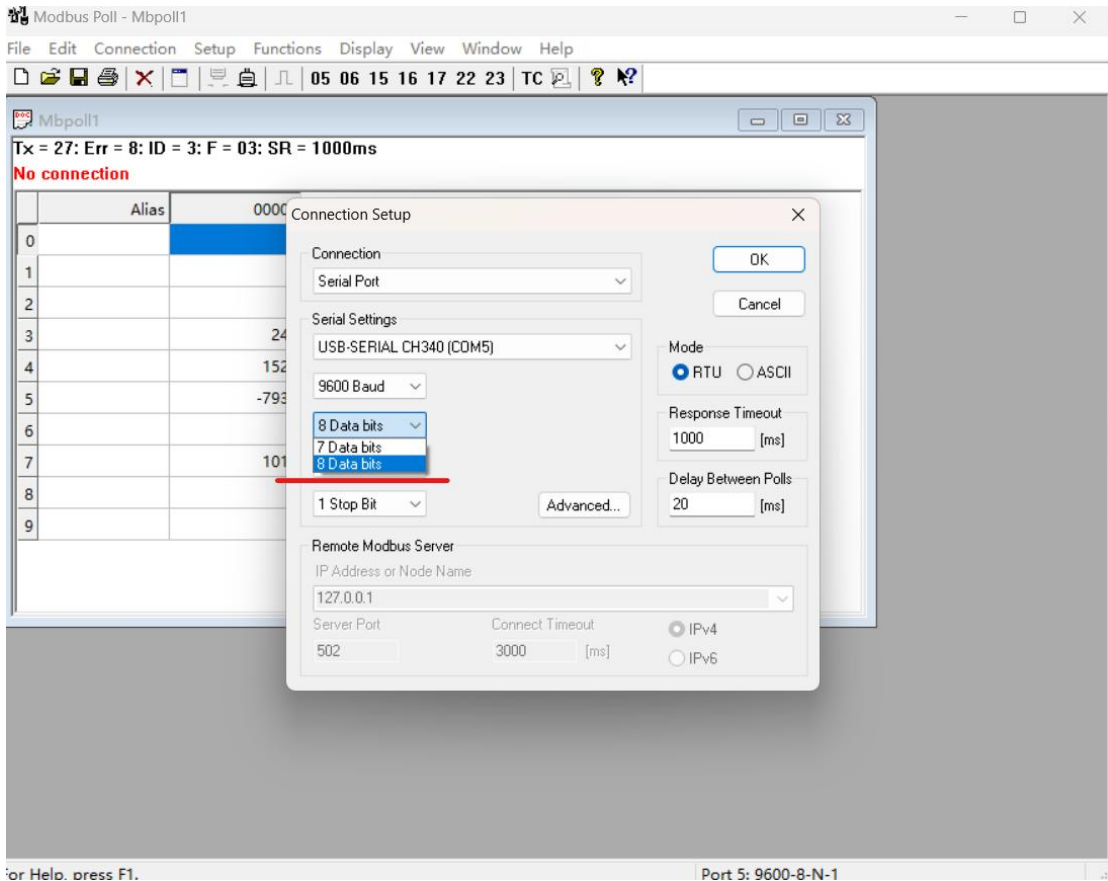 Modbus Poll - Mbpoll1
File Edit Connection Setup Functions Display View Window Help
05 06 15 16 17 22 23 TC
Mbpoll1
Tx = 27: Err = 8: ID = 3: F = 03: SR = 1000ms
No connection
Alias 0000
0
1
2
3 24
4 152
5 -793
6
7 101
8
9
Connection Setup
Connection
Serial Port
OK
Cancel
Serial Settings
USB-SERIAL CH340 (COM5)
9600 Baud
8 Data bits
7 Data bits
8 Data bits
1 Stop Bit
Advanced...
Mode
RTU ASCII
Response Timeout
1000 [ms]
Delay Between Polls
20 [ms]
Remote Modbus Server
IP Address or Node Name
127.0.0.1
Server Port Connect Timeout
502 3000 [ms]
IPv4
IPv6
For Help, press F1.
Port 5: 9600-8-N-1